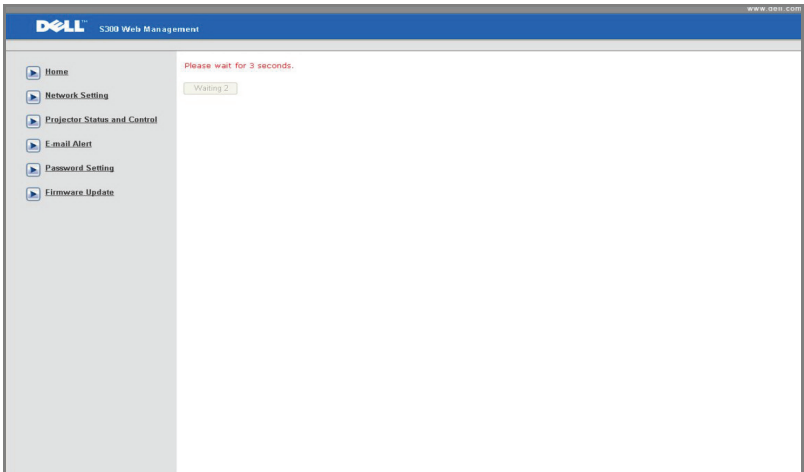 www.dell.com
DELL™ S300 Web Management
Home
Network Setting
Projector Status and Control
E-mail Alert
Password Setting
Firmware Update
Please wait for 3 seconds.
Waiting 2